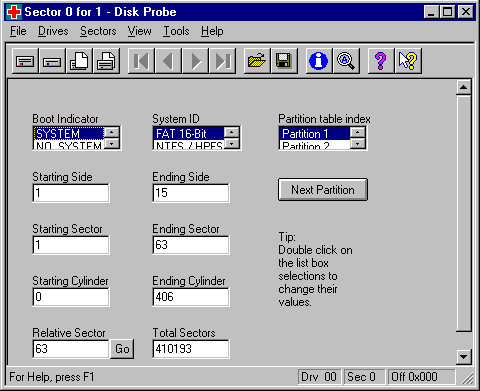 Sector 0 for 1 - Disk Probe
File Drives Sectors View Tools Help
Boot Indicator System ID Partition table index
SYSTEM FAT 16-Bit Partition 1
NO SYSTEM NTFS / HPFS Partition 2
Starting Side Ending Side
1 15 Next Partition
Starting Sector Ending Sector
1 63
Tip:
Double click on
the list box
selections to
change their
values.
Starting Cylinder Ending Cylinder
0 406
Relative Sector Total Sectors
63 Go 410193
For Help, press F1 Drv 00 Sec 0 Off 0x000